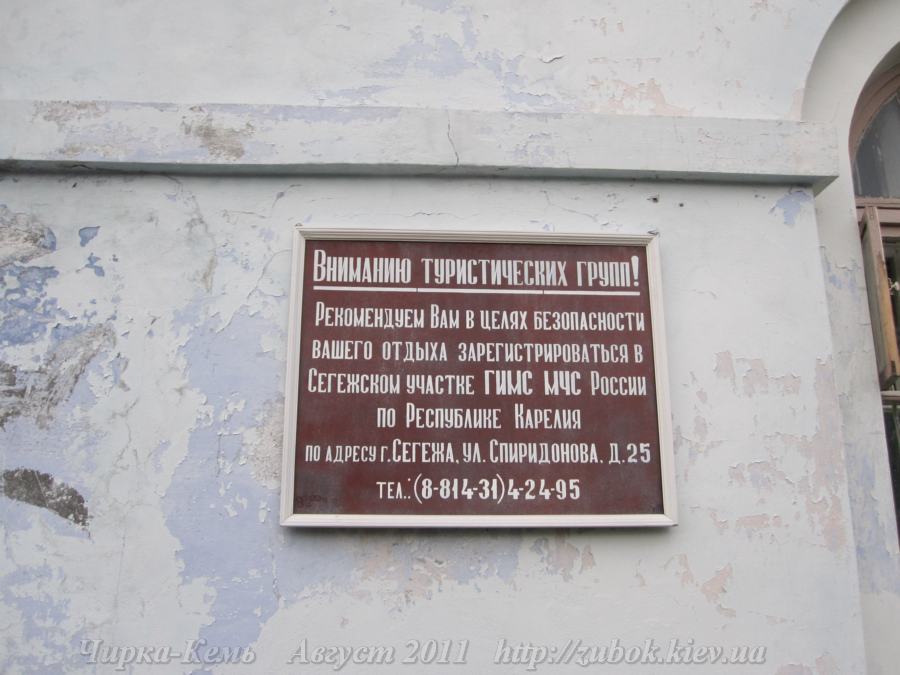 Вниманию туристических групп!
Рекомендуем Вам в целях безопасности
вашего отдыха зарегистрироваться в
Сегежском участке ГИМС МЧС России
по Республике Карелия
по адресу г. Сегежа, ул. Спиридонова, д. 25
тел.: (8-814-31) 4-24-95
Чирка-Кемь Август 2011 http://zubok.kiev.ua